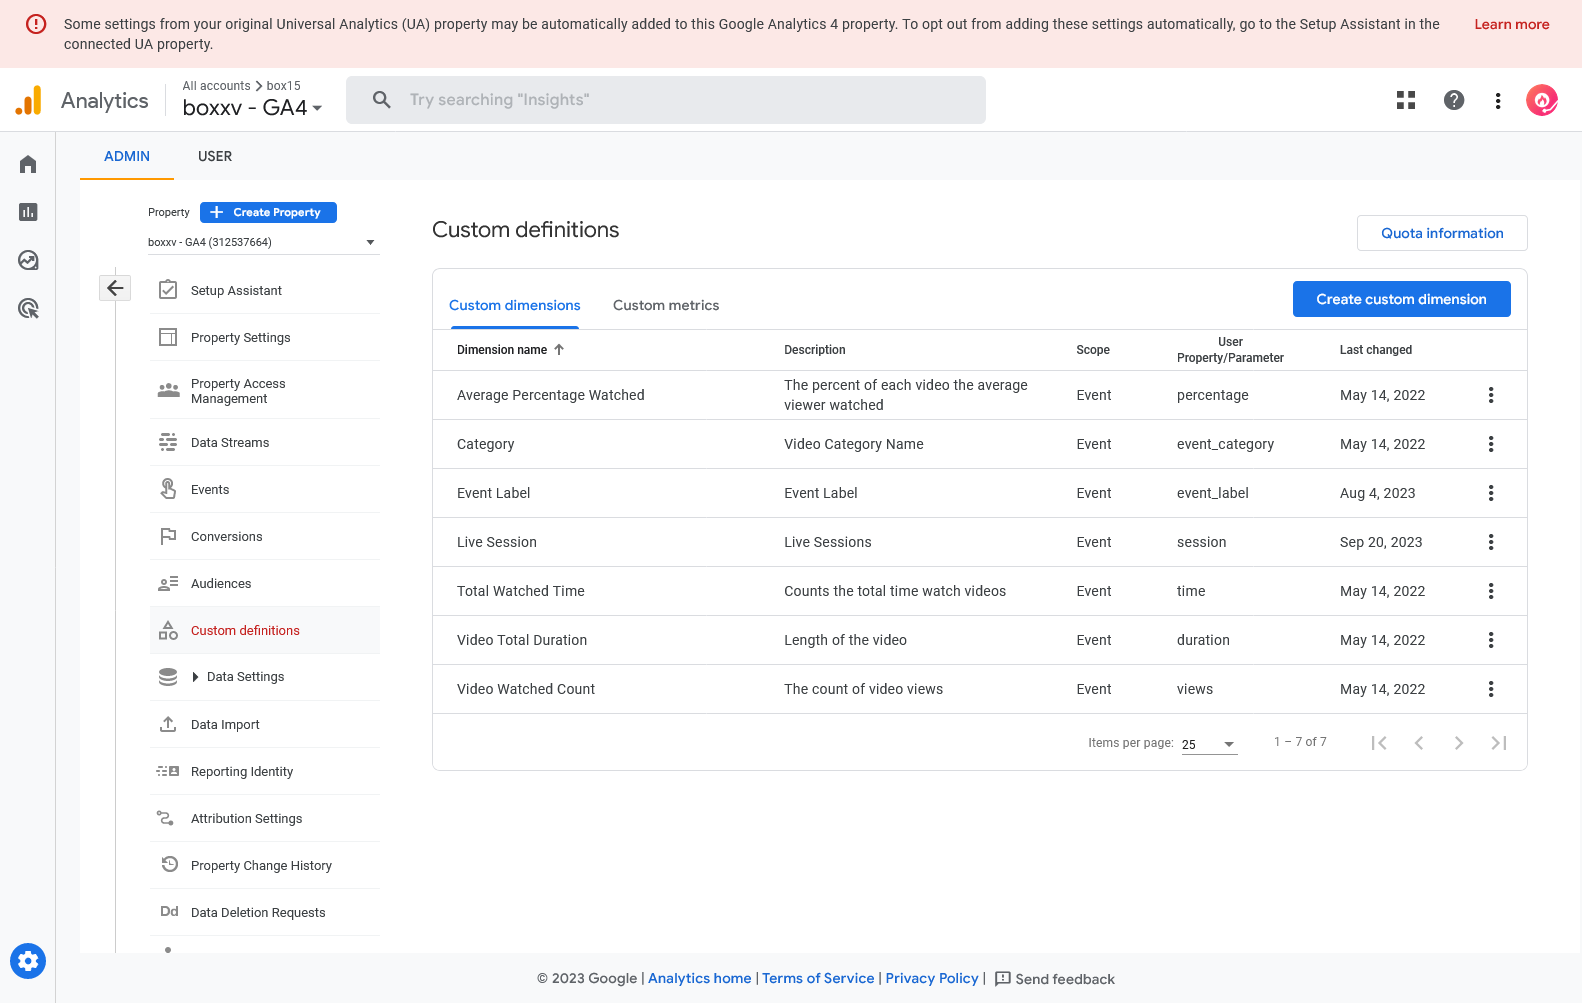 Some settings from your original Universal Analytics (UA) property may be automatically added to this Google Analytics 4 property. To opt out from adding these settings automatically, go to the Setup Assistant in the
connected UA property.
Learn more
Analytics
All accounts > box15
boxxv - GA4
Try searching "Insights"
ADMIN
USER
Property
Create Property
boxxv - GA4 (312537664)
Setup Assistant
Property Settings
Property Access
Management
Data Streams
Events
Conversions
Audiences
Custom definitions
Data Settings
Data Import
Reporting Identity
Attribution Settings
Property Change History
Dd Data Deletion Requests
Custom definitions
Quota information
Custom dimensions
Custom metrics
Create custom dimension
Dimension name
Description
Scope
User
Property/Parameter
Last changed
Average Percentage Watched
The percent of each video the average
viewer watched
Event
percentage
May 14, 2022
Category
Video Category Name
Event
event_category
May 14, 2022
Event Label
Event Label
Event
event_label
Aug 4, 2023
Live Session
Live Sessions
Event
session
Sep 20, 2023
Total Watched Time
Counts the total time watch videos
Event
time
May 14, 2022
Video Total Duration
Length of the video
Event
duration
May 14, 2022
Video Watched Count
The count of video views
Event
views
May 14, 2022
Items per page: 25
1 – 7 of 7
© 2023 Google | Analytics home | Terms of Service | Privacy Policy | Send feedback